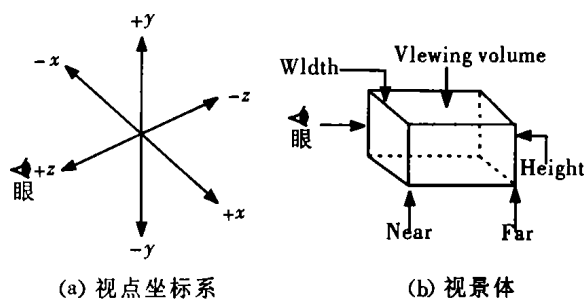 +y
-x
-z
眼
+z
+x
-y
(a) 视点坐标系
Vlewing volume
Wldth
眼
Height
Near
Far
(b) 视景体